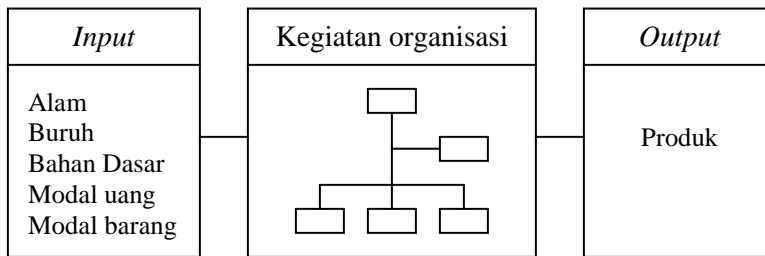 Input
Kegiatan organisasi
Output
Alam
Buruh
Bahan Dasar
Modal uang
Modal barang
Produk